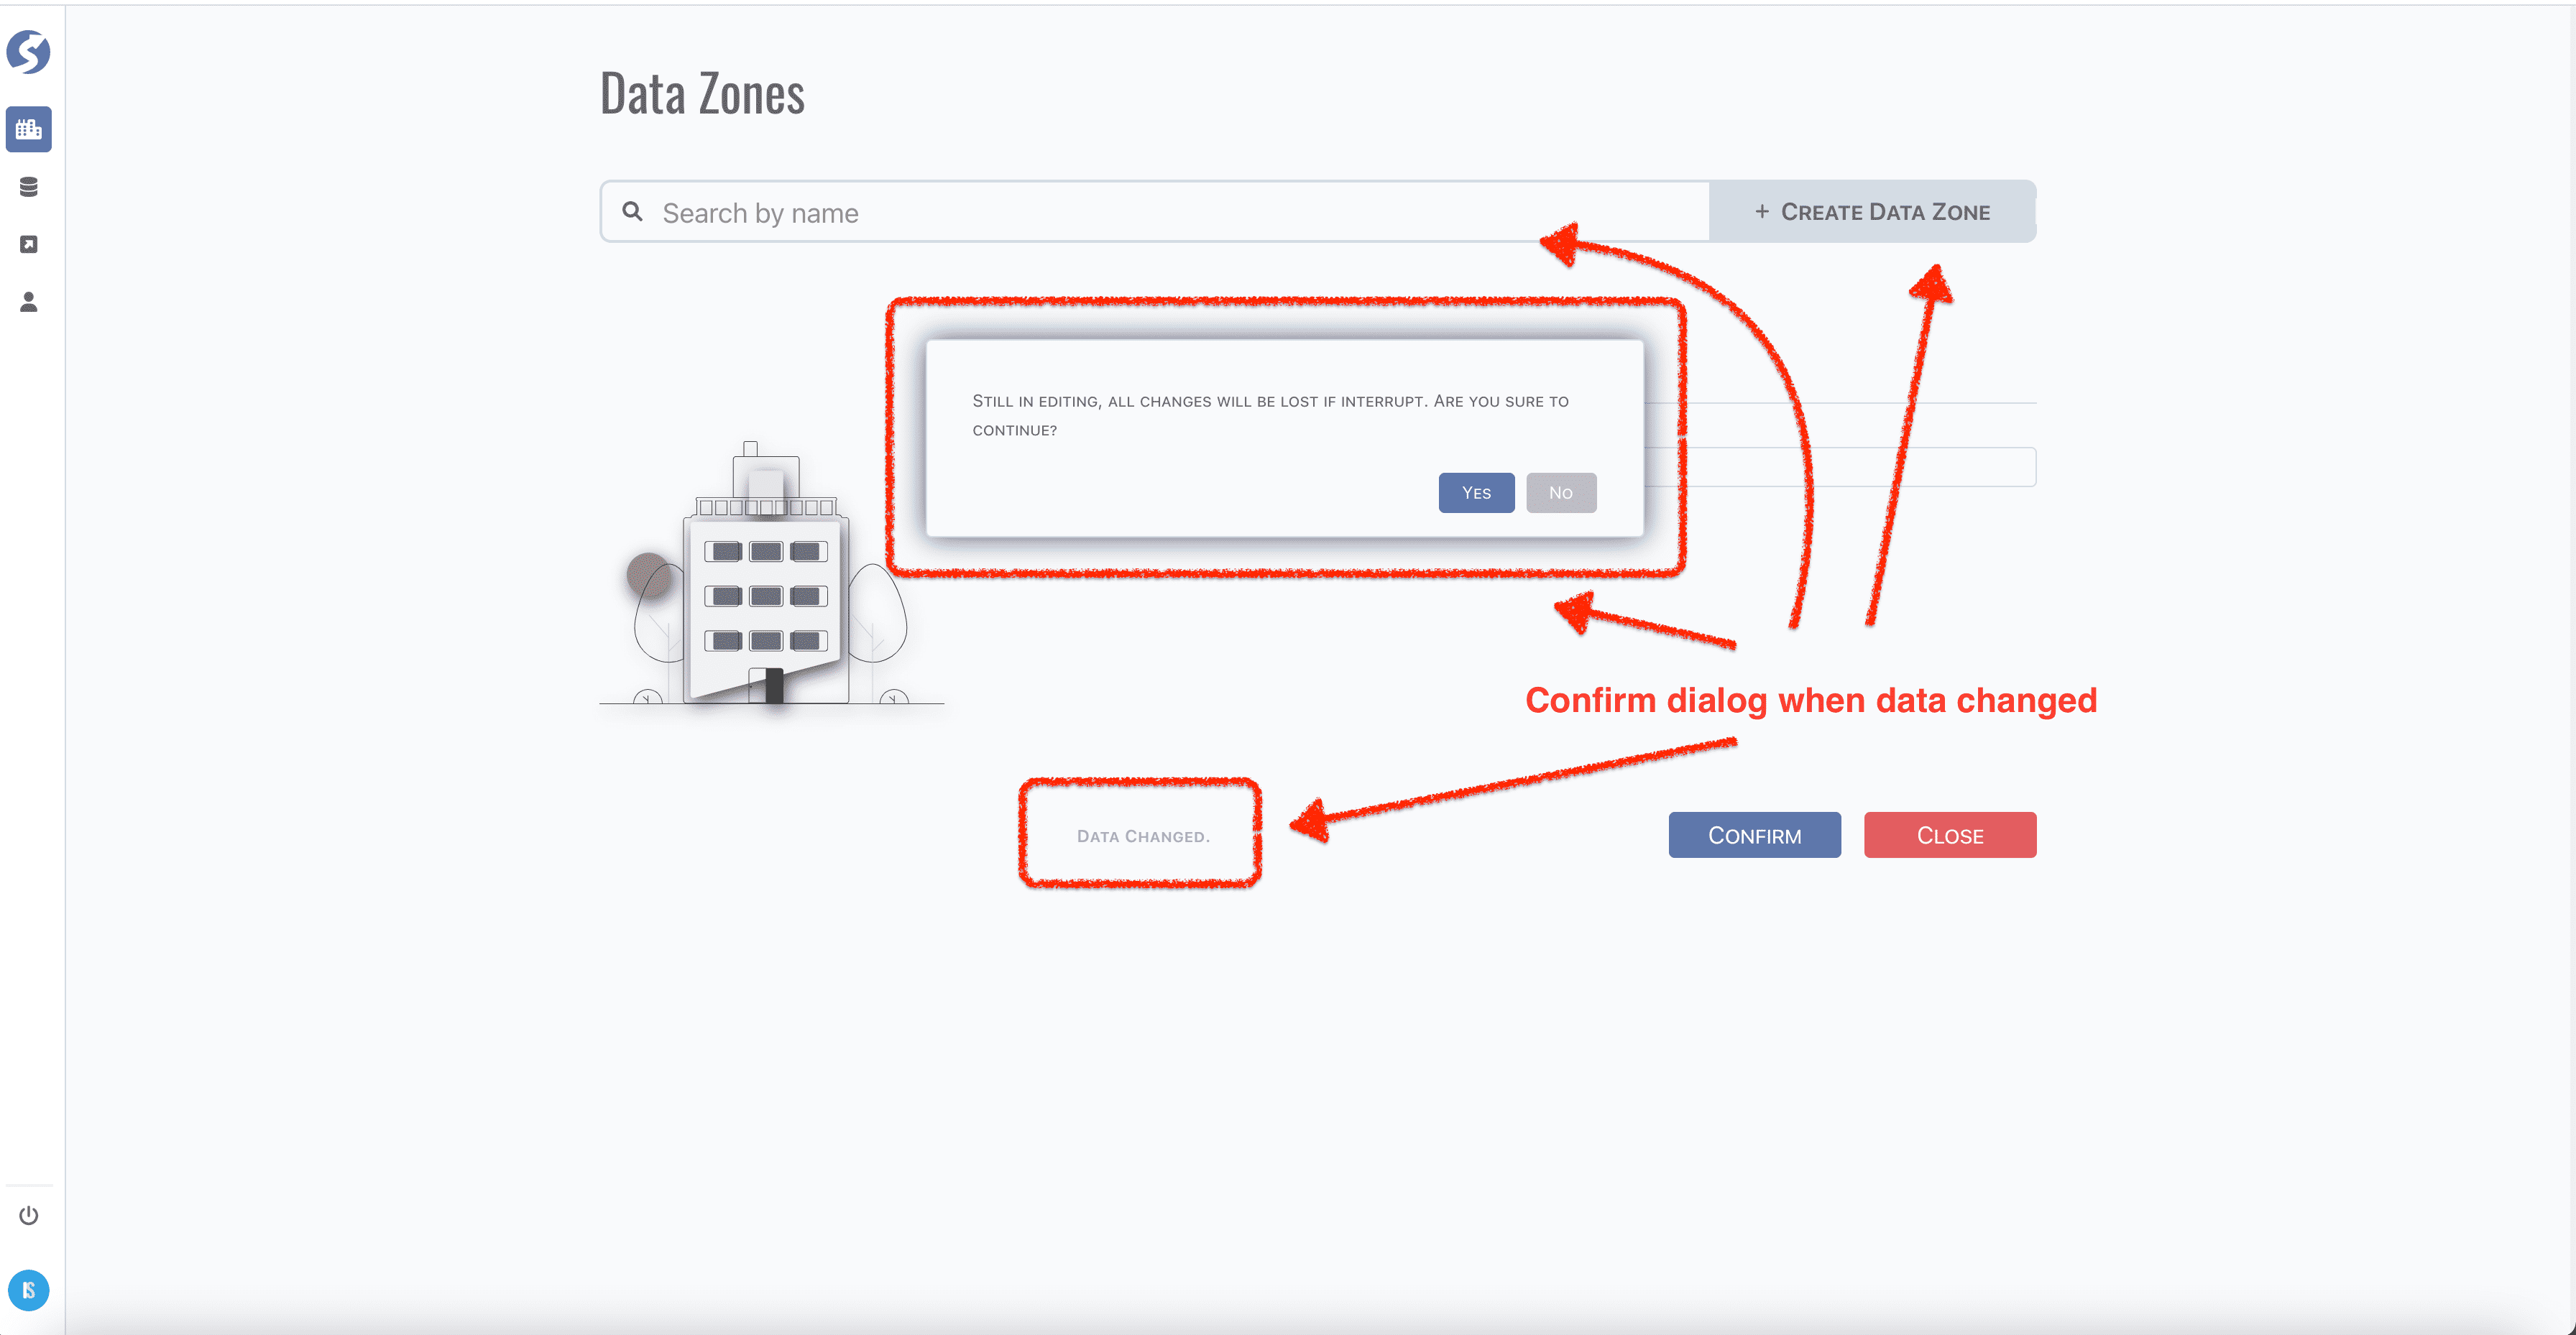 Data Zones
Search by name
+ Create Data Zone
Still in editing, all changes will be lost if interrupt. Are you sure to
continue?
Yes No
Confirm dialog when data changed
Data Changed.
Confirm Close
IS